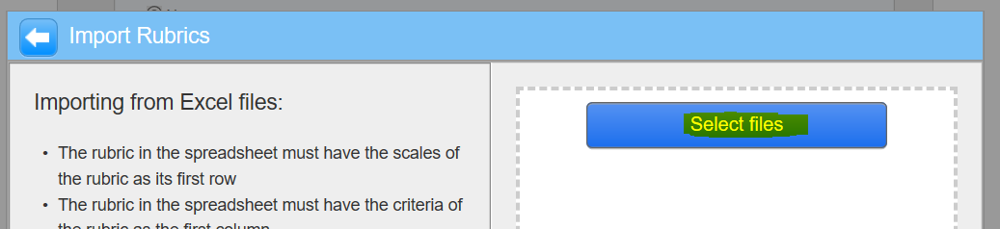 Import Rubrics
Importing from Excel files:
• The rubric in the spreadsheet must have the scales of
the rubric as its first row
• The rubric in the spreadsheet must have the criteria of
the rubric as the first column
Select files